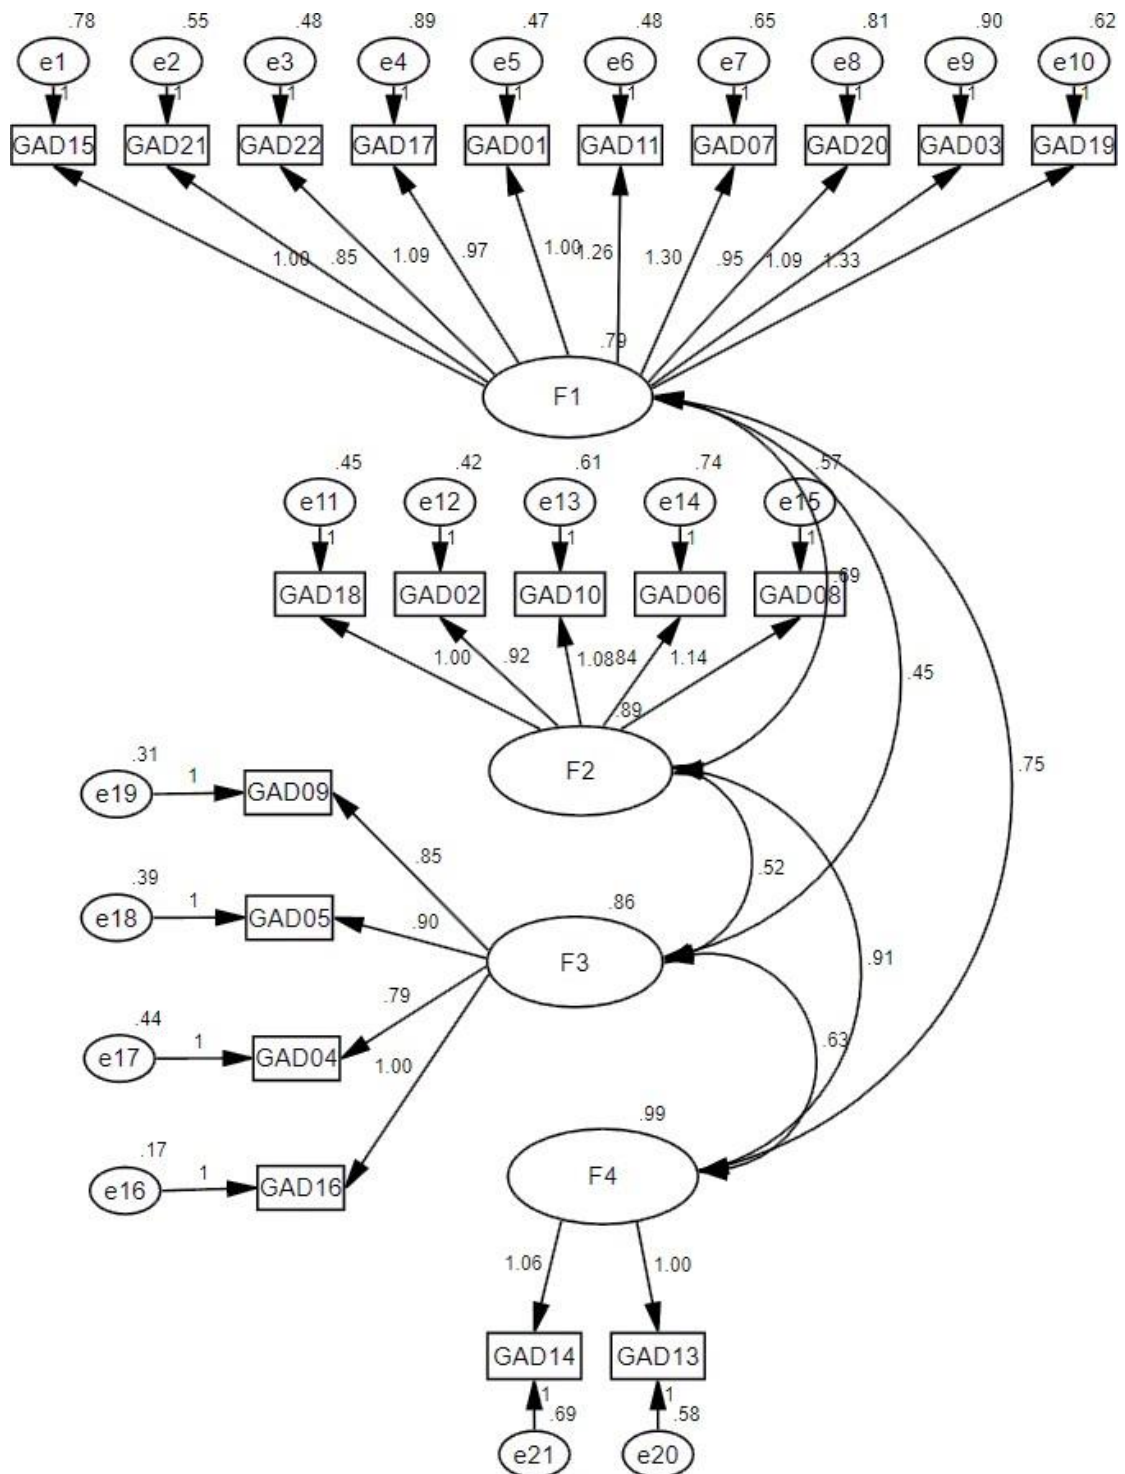 .78 .55 .48 .89 .47 .48 .65 .81 .90 .62
e1 e2 e3 e4 e5 e6 e7 e8 e9 e10
1 1 1 1 1 1 1 1 1 1
GAD15 GAD21 GAD22 GAD17 GAD01 GAD11 GAD07 GAD20 GAD03 GAD19
1.00 .85 1.09 .97 1.00 1.26 1.30 .95 1.09 1.33
.79
F1
.45 .42 .61 .74 .57
e11 e12 e13 e14 e15
1 1 1 1 1
GAD18 GAD02 GAD10 GAD06 GAD08
.69
1.00 .92 1.08 .84 1.14
.45
.89
F2
.75
.31
e19 1 GAD09
.85
.52
.39
e18 1 GAD05
.90
.86
F3
.91
.79
.44
e17 1 GAD04
1.00
.63
.99
.17
e16 1 GAD16
F4
1.06 1.00
GAD14 GAD13
1 1
.69 .58
e21 e20